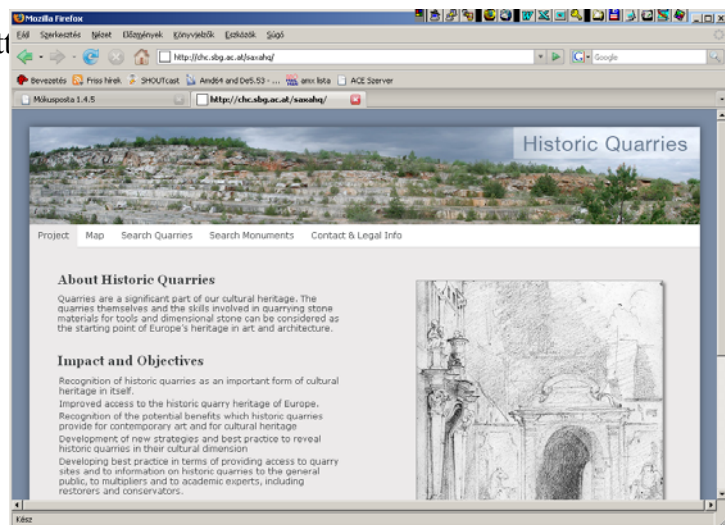 Mozilla Firefox
Fájl Szerkesztés Nézet Előzmények Könyvjelzők Eszközök Súgó
tt
http://chc.sbg.ac.at/saxahq/
Google
Bevezetés Friss hírek SHOUTcast Amd64 and De5.53 - ... amx lista ACE Szerver
Mókusposta 1.4.5
http://chc.sbg.ac.at/saxahq/
Historic Quarries
Project Map Search Quarries Search Monuments Contact & Legal Info
About Historic Quarries
Quarries are a significant part of our cultural heritage. The
quarries themselves and the skills involved in quarrying stone
materials for tools and dimensional stone can be considered as
the starting point of Europe's heritage in art and architecture.
Impact and Objectives
Recognition of historic quarries as an important form of cultural
heritage in itself.
Improved access to the historic quarry heritage of Europe.
Recognition of the potential benefits which historic quarries
provide for contemporary art and for cultural heritage
Development of new strategies and best practice to reveal
historic quarries in their cultural dimension
Developing best practice in terms of providing access to quarry
sites and to information on historic quarries to the general
public, to multipliers and to academic experts, including
restorers and conservators.
Kész